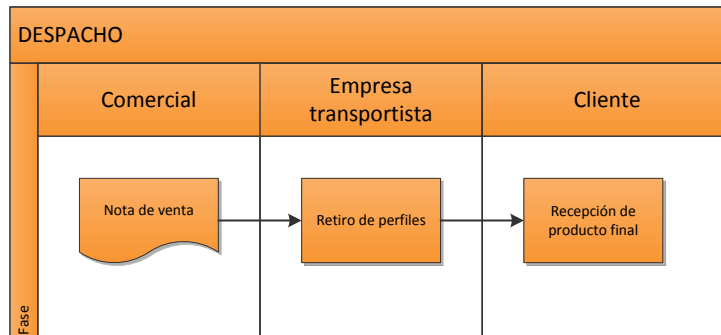 DESPACHO
Comercial
Empresa
transportista
Cliente
Nota de venta
Retiro de perfiles
Recepción de
producto final
Fase